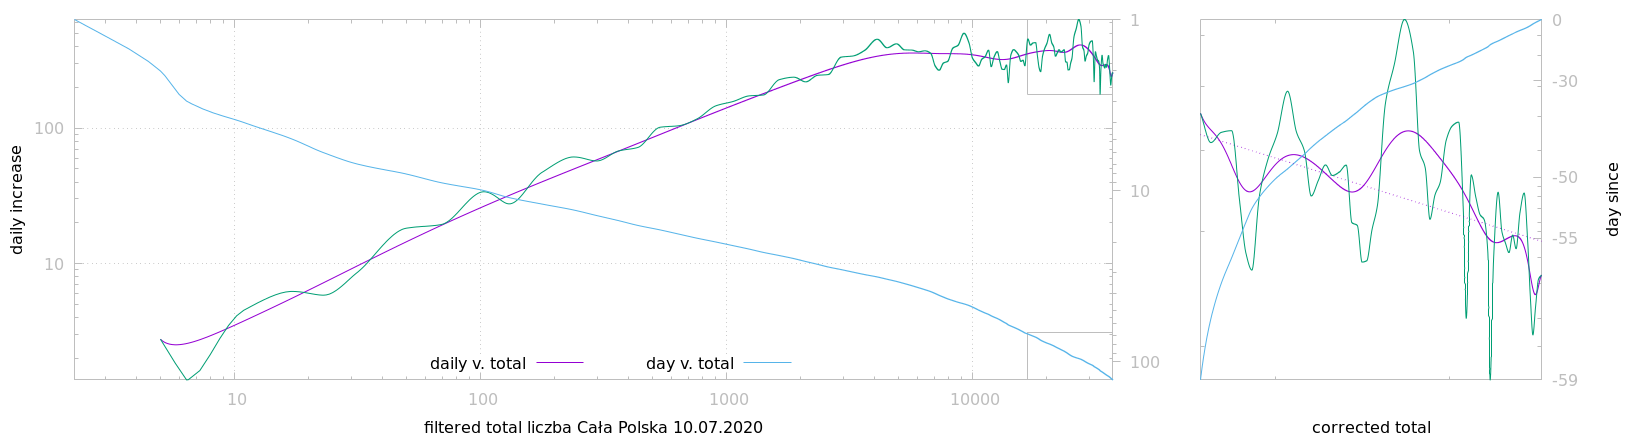 daily increase
100
10
daily v. total
day v. total
10
100
1000
10000
filtered total liczba Cała Polska 10.07.2020
1
10
100
0
-30
-50
-55
-59
day since
corrected total